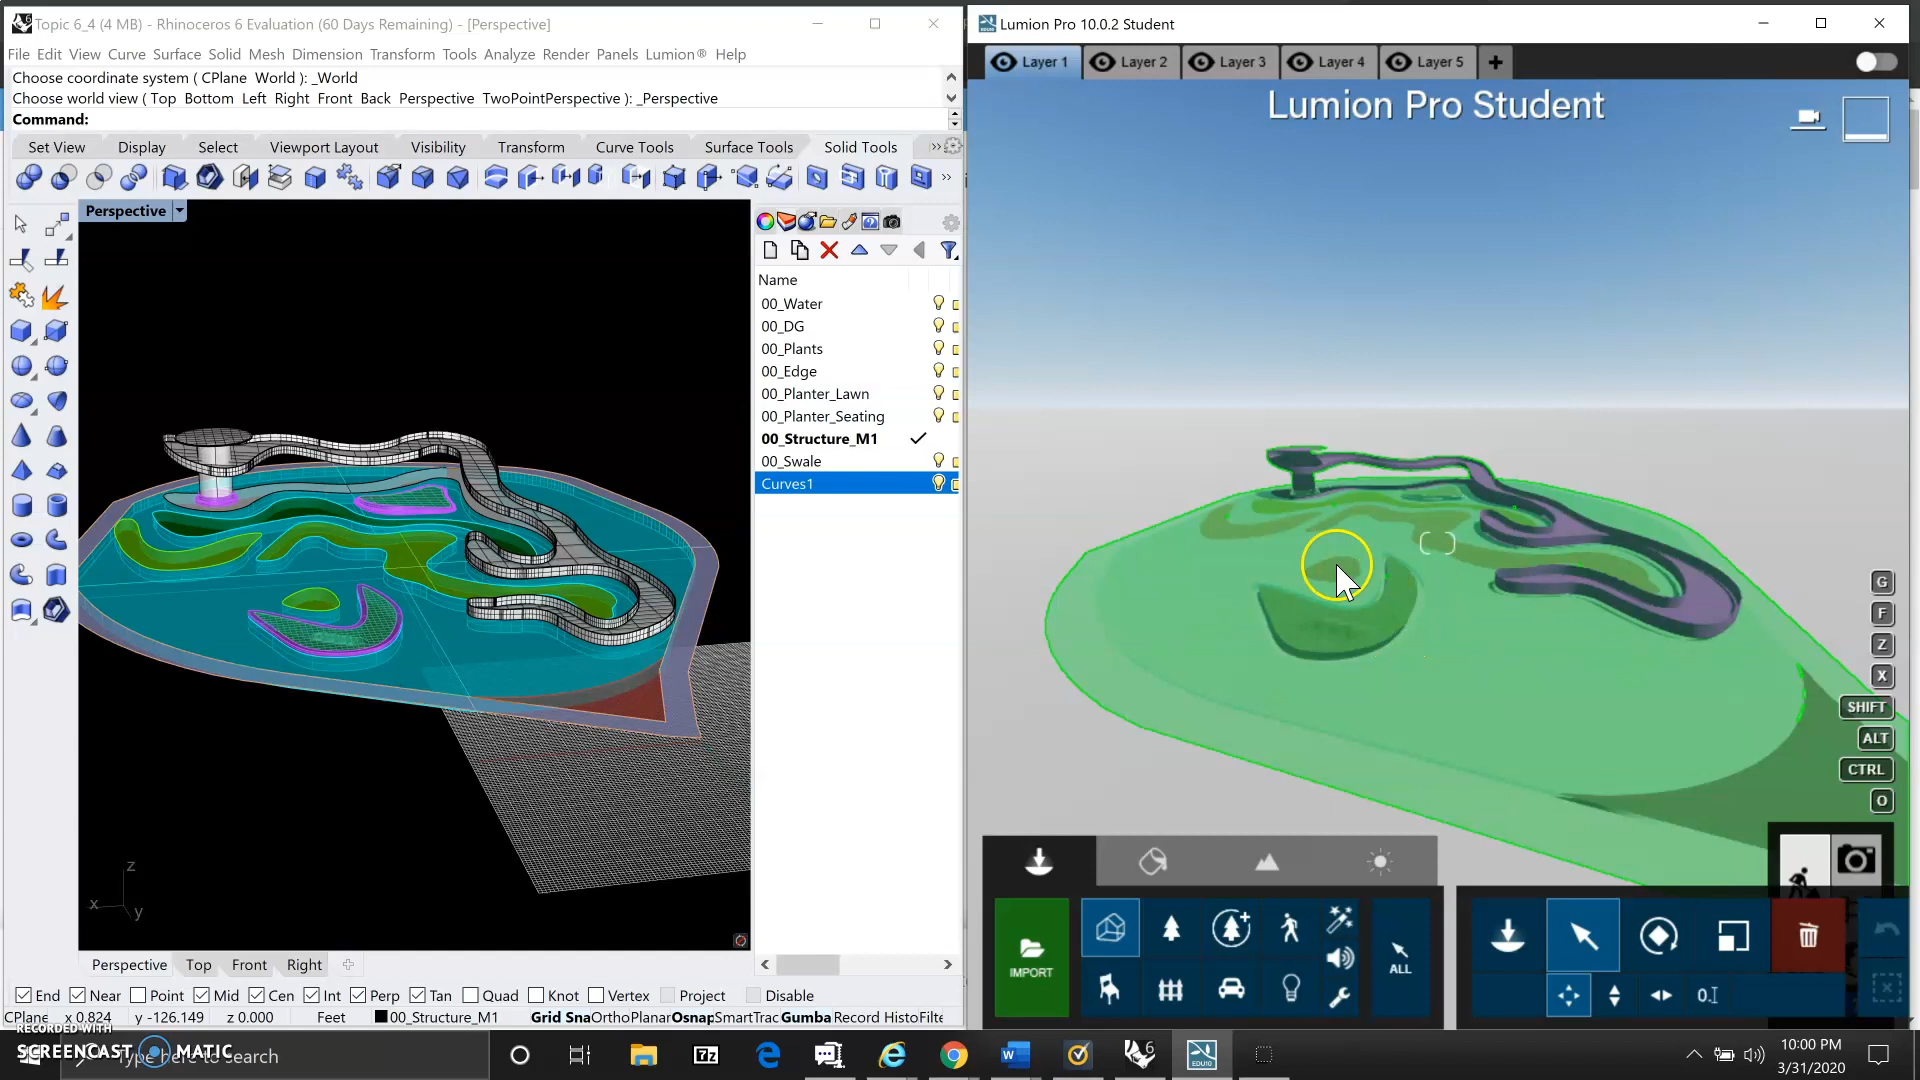 Topic 6_4 (4 MB) - Rhinoceros 6 Evaluation (60 Days Remaining) - [Perspective]
File Edit View Curve Surface Solid Mesh Dimension Transform Tools Analyze Render Panels Lumion® Help
Choose coordinate system ( CPlane World ): _World
Choose world view ( Top Bottom Left Right Front Back Perspective TwoPointPerspective ): _Perspective
Command:
Set View Display Select Viewport Layout Visibility Transform Curve Tools Surface Tools Solid Tools
Perspective
Name
00_Water
00_DG
00_Plants
00_Edge
00_Planter_Lawn
00_Planter_Seating
00_Structure_M1
00_Swale
Curves1
z
x
y
Perspective Top Front Right
End Near Point Mid Cen Int Perp Tan Quad Knot Vertex Project Disable
CPlane x 0.824 y -126.149 z 0.000 Feet 00_Structure_M1 Grid Sna Ortho Planar Osnap SmartTrac Gumba Record Histo Filte
Lumion Pro 10.0.2 Student
Layer 1 Layer 2 Layer 3 Layer 4 Layer 5 +
Lumion Pro Student
G
F
Z
X
SHIFT
ALT
CTRL
O
IMPORT
ALL
RECORDED WITH
SCREENCAST MATIC
Type here to search
7z
6
EDU10
10:00 PM
3/31/2020